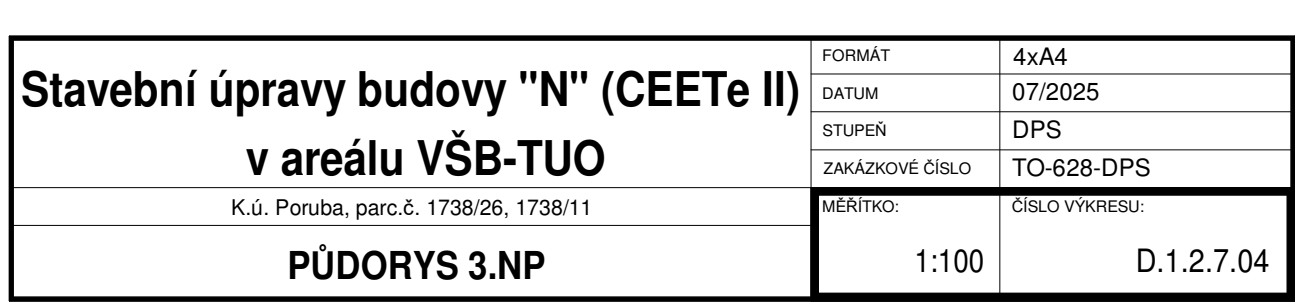 Stavební úpravy budovy "N" (CEETe II)
v areálu VŠB-TUO
K.ú. Poruba, parc.č. 1738/26, 1738/11
PŮDORYS 3.NP
FORMÁT 4xA4
DATUM 07/2025
STUPEŇ DPS
ZAKÁZKOVÉ ČÍSLO TO-628-DPS
MĚŘÍTKO: ČÍSLO VÝKRESU:
1:100 D.1.2.7.04